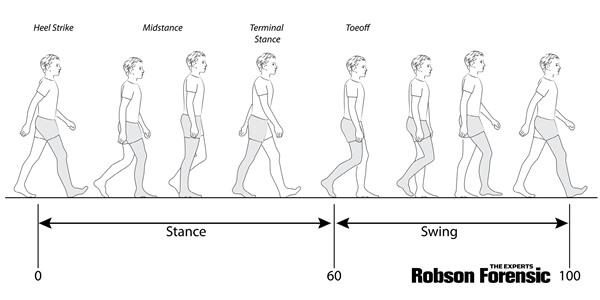 Heel Strike
Midstance
Terminal
Stance
Toeoff
Stance
Swing
0
60
100
THE EXPERTS
Robson Forensic